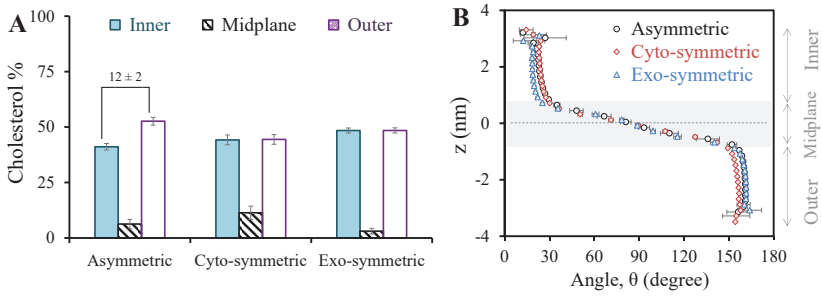 A
Inner
Midplane
Outer
Cholesterol %
100
75
50
25
0
12 ± 2
Asymmetric
Cyto-symmetric
Exo-symmetric
B
Asymmetric
Cyto-symmetric
Exo-symmetric
z (nm)
4
2
0
-2
-4
0
30
60
90
120
150
180
Angle, θ (degree)
Inner
Midplane
Outer